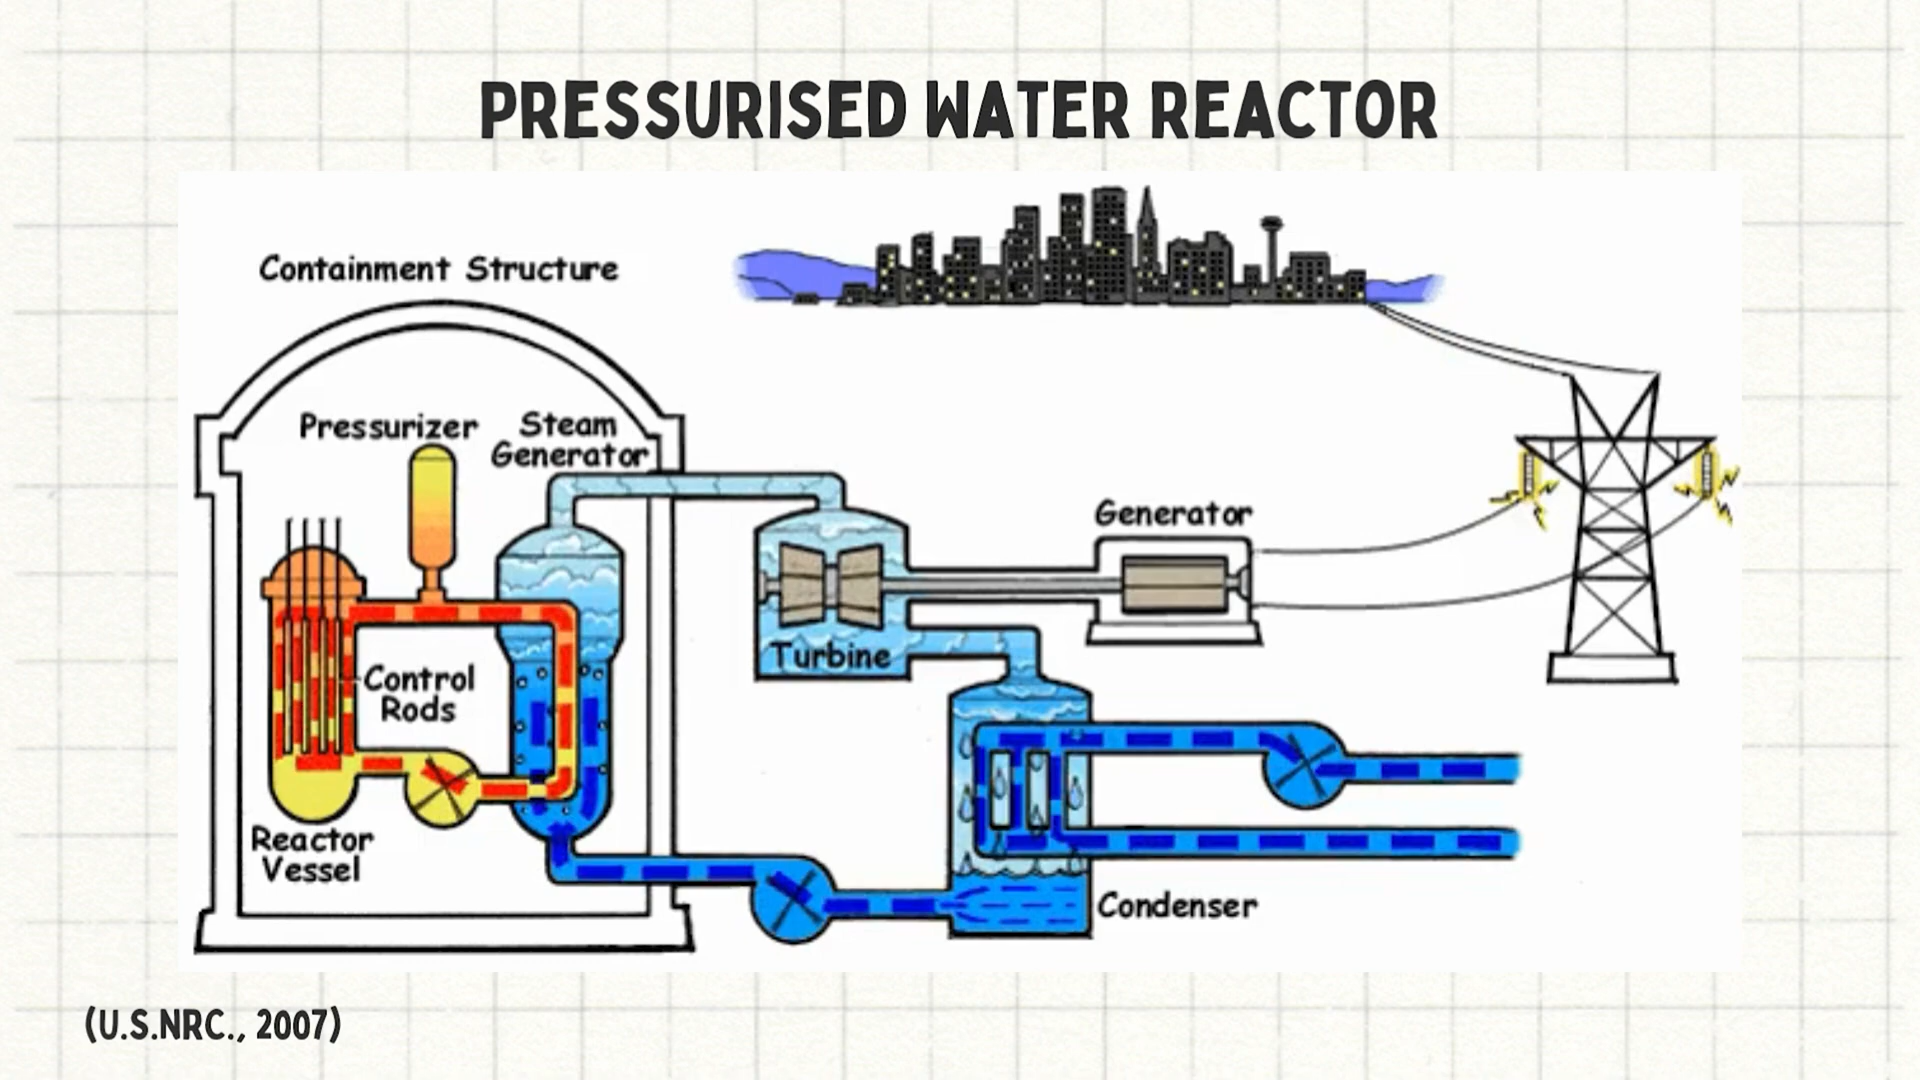 PRESSURISED WATER REACTOR
Containment Structure
Pressurizer
Steam
Generator
Control
Rods
Reactor
Vessel
Turbine
Generator
Condenser
(U.S.NRC., 2007)